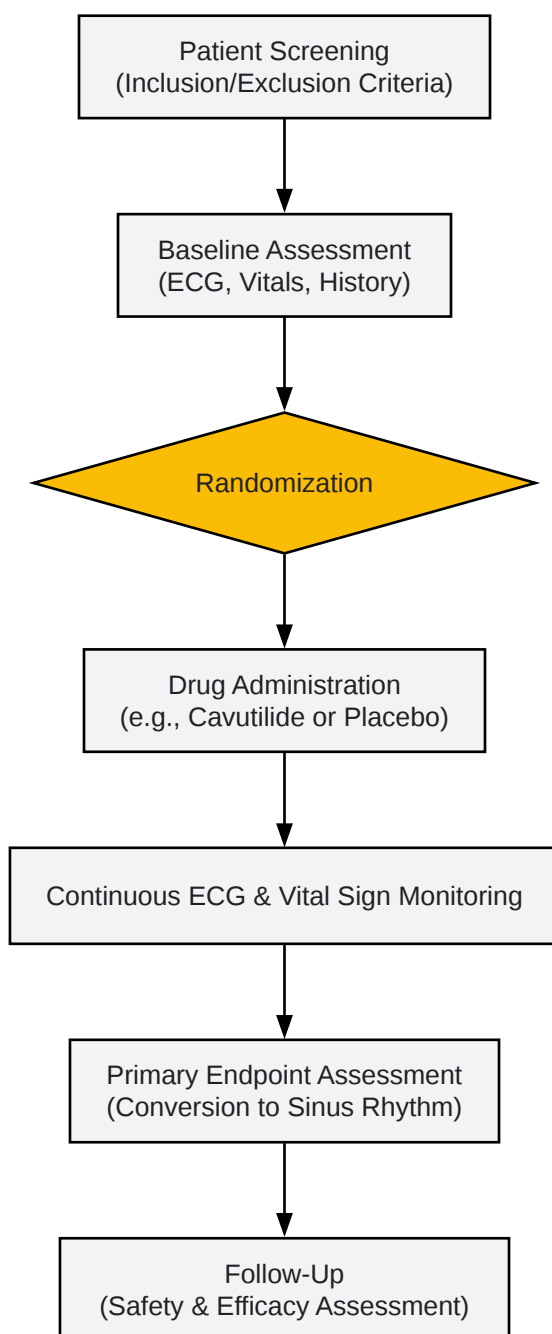 Patient Screening
(Inclusion/Exclusion Criteria)
Baseline Assessment
(ECG, Vitals, History)
Randomization
Drug Administration
(e.g., Cavutilide or Placebo)
Continuous ECG & Vital Sign Monitoring
Primary Endpoint Assessment
(Conversion to Sinus Rhythm)
Follow-Up
(Safety & Efficacy Assessment)